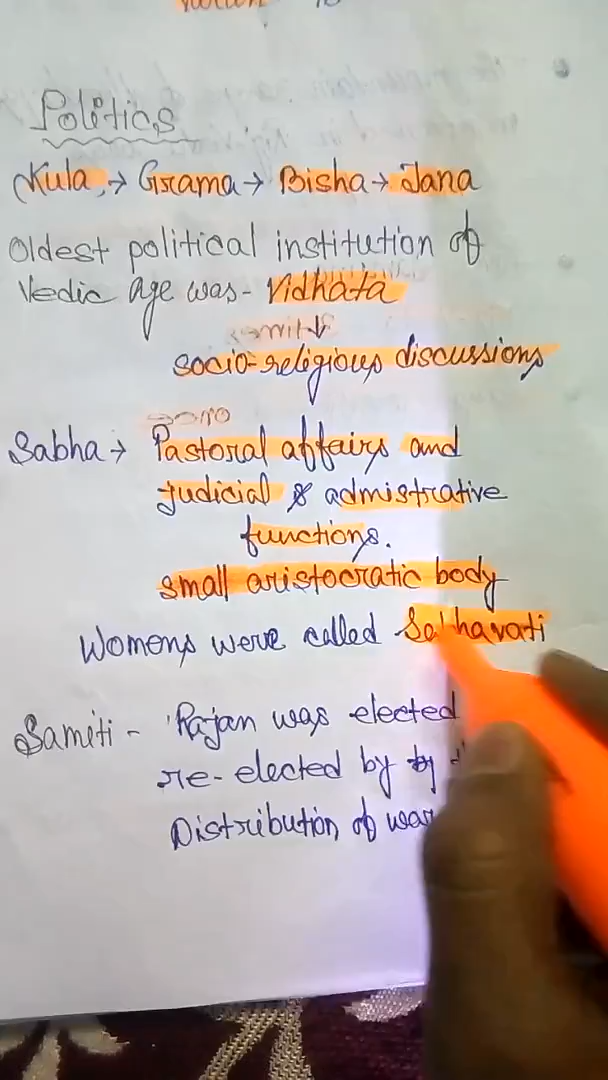 Politics
Kula → Grama → Bisha → Jana
Oldest political institution of
Vedic Age was - Vidhata
↓
socio-religious discussions
Sabha → Pastoral affairs and
judicial & admistrative
functions.
small aristocratic body
Womens were called Sabhavati
Samiti - Rajan was elected
re-elected by
Distribution of war